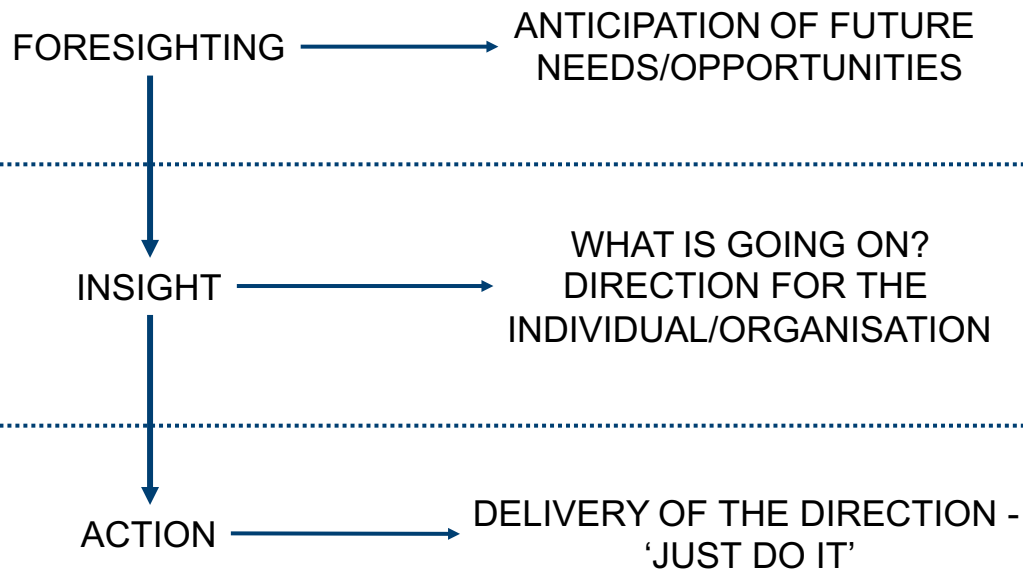 FORESIGHTING
ANTICIPATION OF FUTURE
NEEDS/OPPORTUNITIES
INSIGHT
WHAT IS GOING ON?
DIRECTION FOR THE
INDIVIDUAL/ORGANISATION
ACTION
DELIVERY OF THE DIRECTION -
‘JUST DO IT’